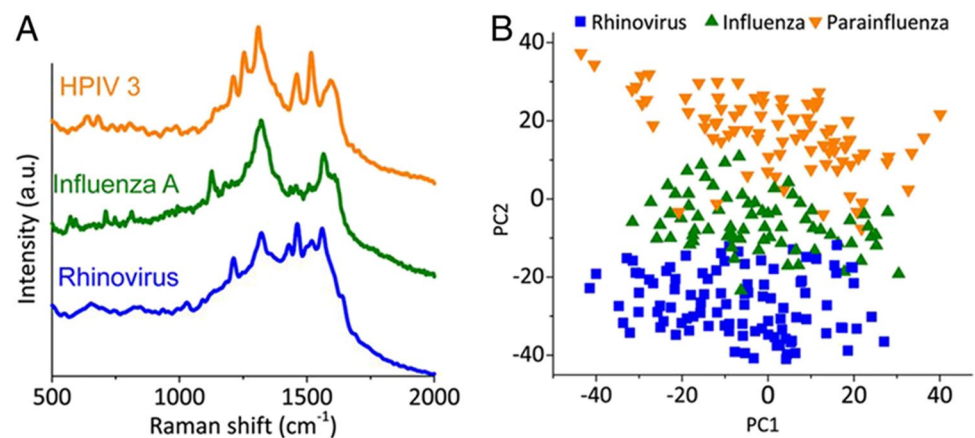 A
HPIV 3
Influenza A
Rhinovirus
Intensity (a.u.)
500 1000 1500 2000
Raman shift (cm⁻¹)
B
Rhinovirus Influenza Parainfluenza
40
20
0
-20
-40
PC2
-40 -20 0 20 40
PC1